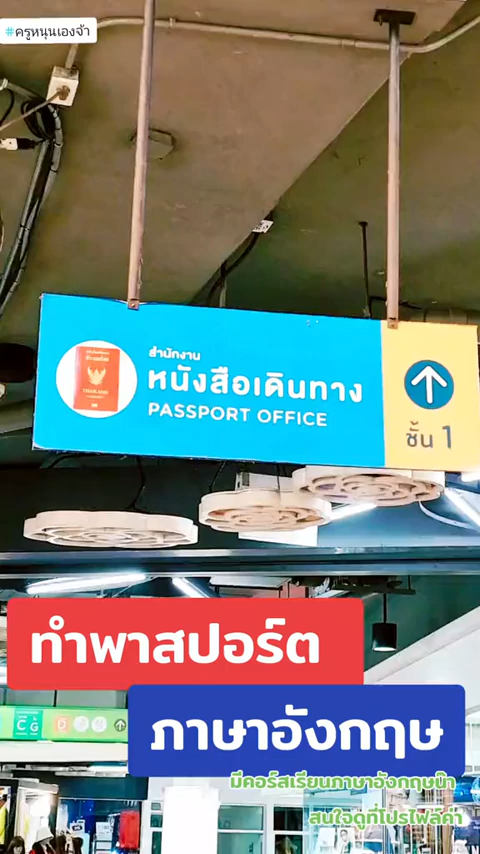 #ครูหนุนเองจ้า
สำนักงาน
หนังสือเดินทาง
PASSPORT OFFICE
THAILAND
ชั้น 1
ทำพาสปอร์ต
ภาษาอังกฤษ
C G
D
มีคอร์สเรียนภาษาอังกฤษน๊า
สนใจดูที่โปรไฟล์ค่า